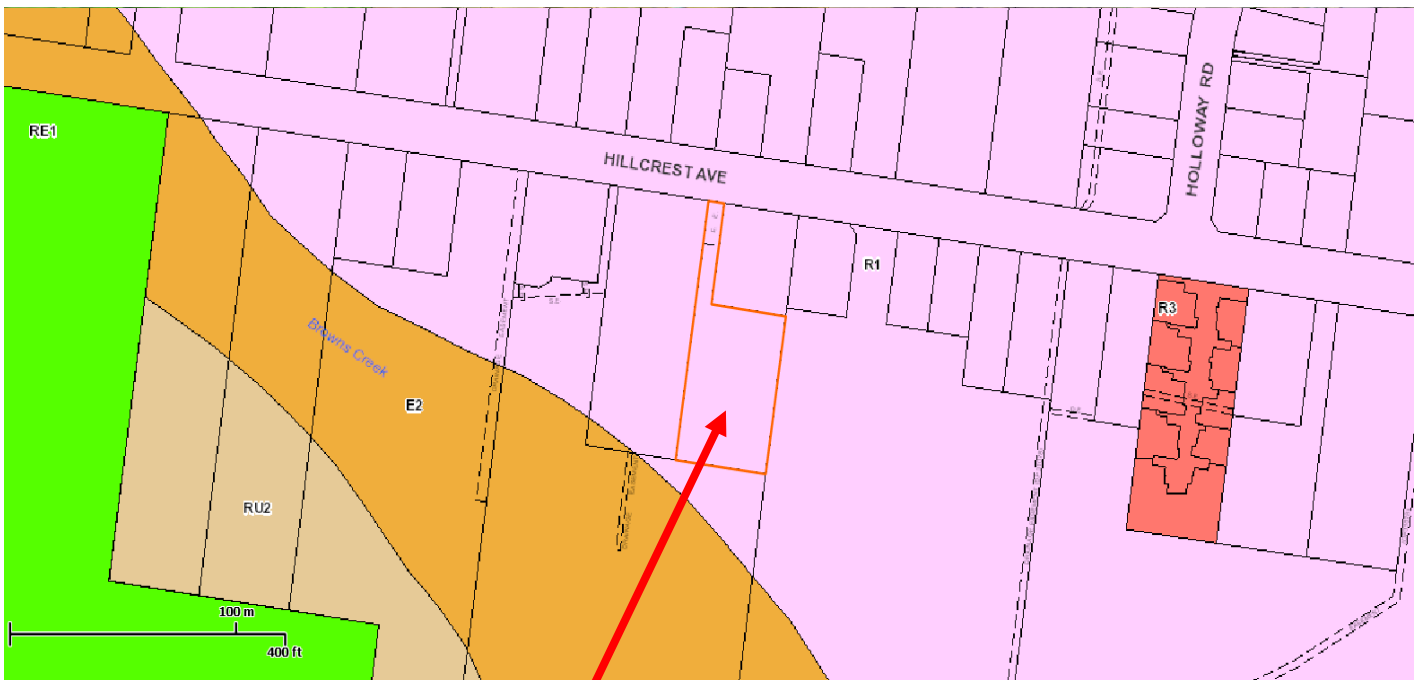 RE1
HILLCREST AVE
HOLLOWAY RD
R1
R3
Browns Creek
E2
RU2
100 m
400 ft